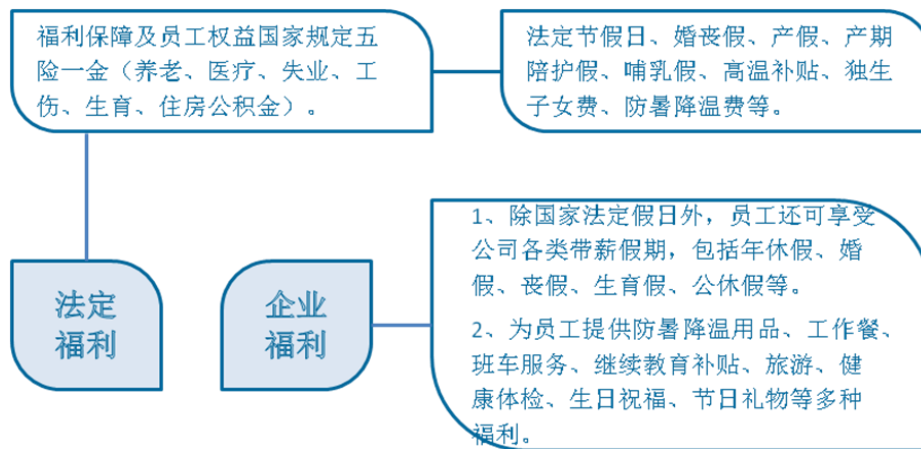 福利保障及员工权益国家规定五
险一金（养老、医疗、失业、工
伤、生育、住房公积金）。
法定节假日、婚丧假、产假、产期
陪护假、哺乳假、高温补贴、独生
子女费、防暑降温费等。
法定
福利
企业
福利
1、除国家法定假日外，员工还可享受
公司各类带薪假期，包括年休假、婚
假、丧假、生育假、公休假等。
2、为员工提供防暑降温用品、工作餐、
班车服务、继续教育补贴、旅游、健
康体检、生日祝福、节日礼物等多种
福利。